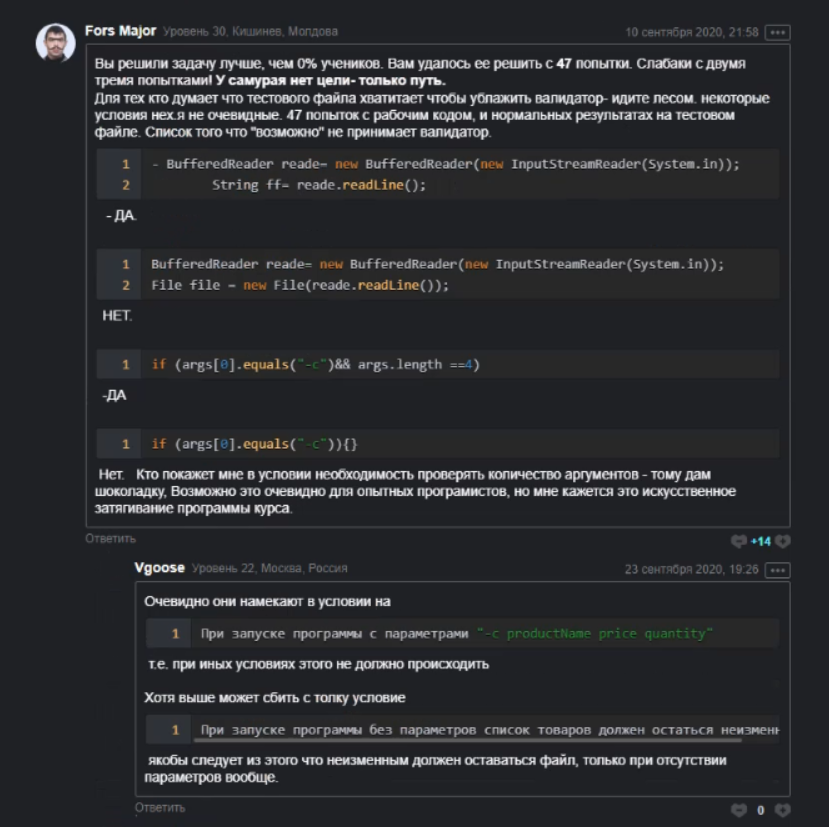 Fors Major Уровень 30, Кишинев, Молдова 10 сентября 2020, 21:58
Вы решили задачу лучше, чем 0% учеников. Вам удалось ее решить с 47 попытки. Слабаки с двумя
тремя попытками! У самурая нет цели- только путь.
Для тех кто думает что тестового файла хватитает чтобы ублажить валидатор- идите лесом. некоторые
условия нех.я не очевидные. 47 попыток с рабочим кодом, и нормальных результатах на тестовом
файле. Список того что "возможно" не принимает валидатор.
1 - BufferedReader reade= new BufferedReader(new InputStreamReader(System.in));
2 String ff= reade.readLine();
- ДА.
1 BufferedReader reade= new BufferedReader(new InputStreamReader(System.in));
2 File file = new File(reade.readLine());
НЕТ.
1 if (args[0].equals("-c")&& args.length ==4)
-ДА
1 if (args[0].equals("-c")){}
Нет. Кто покажет мне в условии необходимость проверять количество аргументов - тому дам
шоколадку, Возможно это очевидно для опытных програмистов, но мне кажется это искусственное
затягивание программы курса.
Ответить +14
Vgoose Уровень 22, Москва, Россия 23 сентября 2020, 19:26
Очевидно они намекают в условии на
1 При запуске программы с параметрами "-c productName price quantity"
т.е. при иных условиях этого не должно происходить
Хотя выше может сбить с толку условие
1 При запуске программы без параметров список товаров должен остаться неизменн
якобы следует из этого что неизменным должен оставаться файл, только при отсутствии
параметров вообще.
Ответить 0